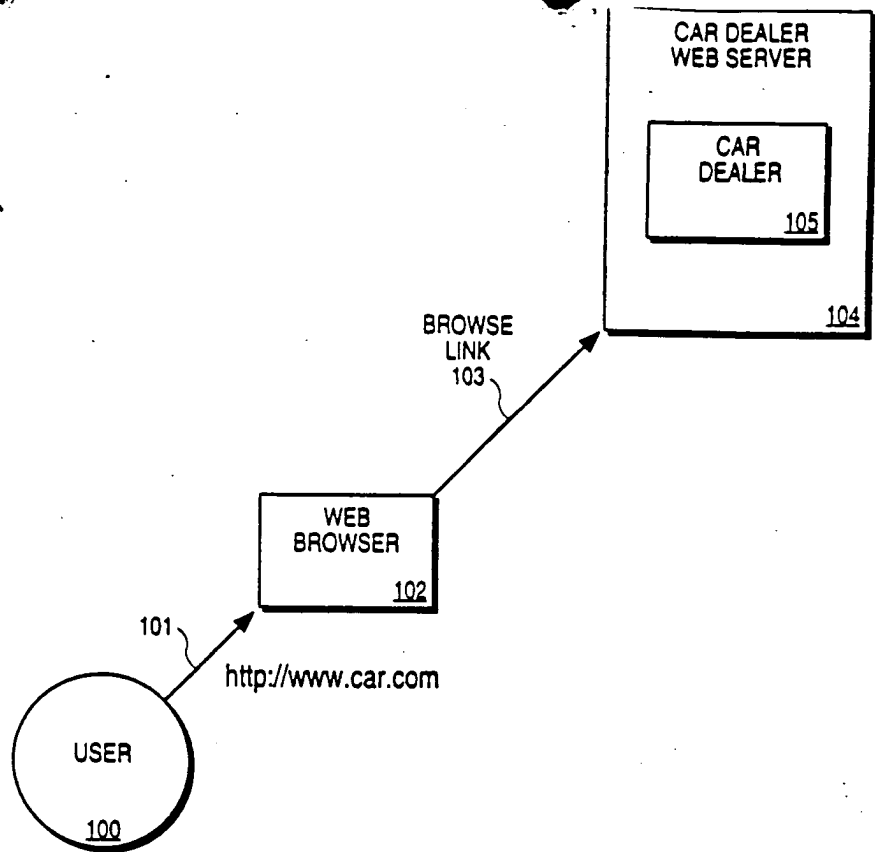 CAR DEALER
WEB SERVER
CAR
DEALER
105
104
BROWSE
LINK
103
WEB
BROWSER
102
101
http://www.car.com
USER
100